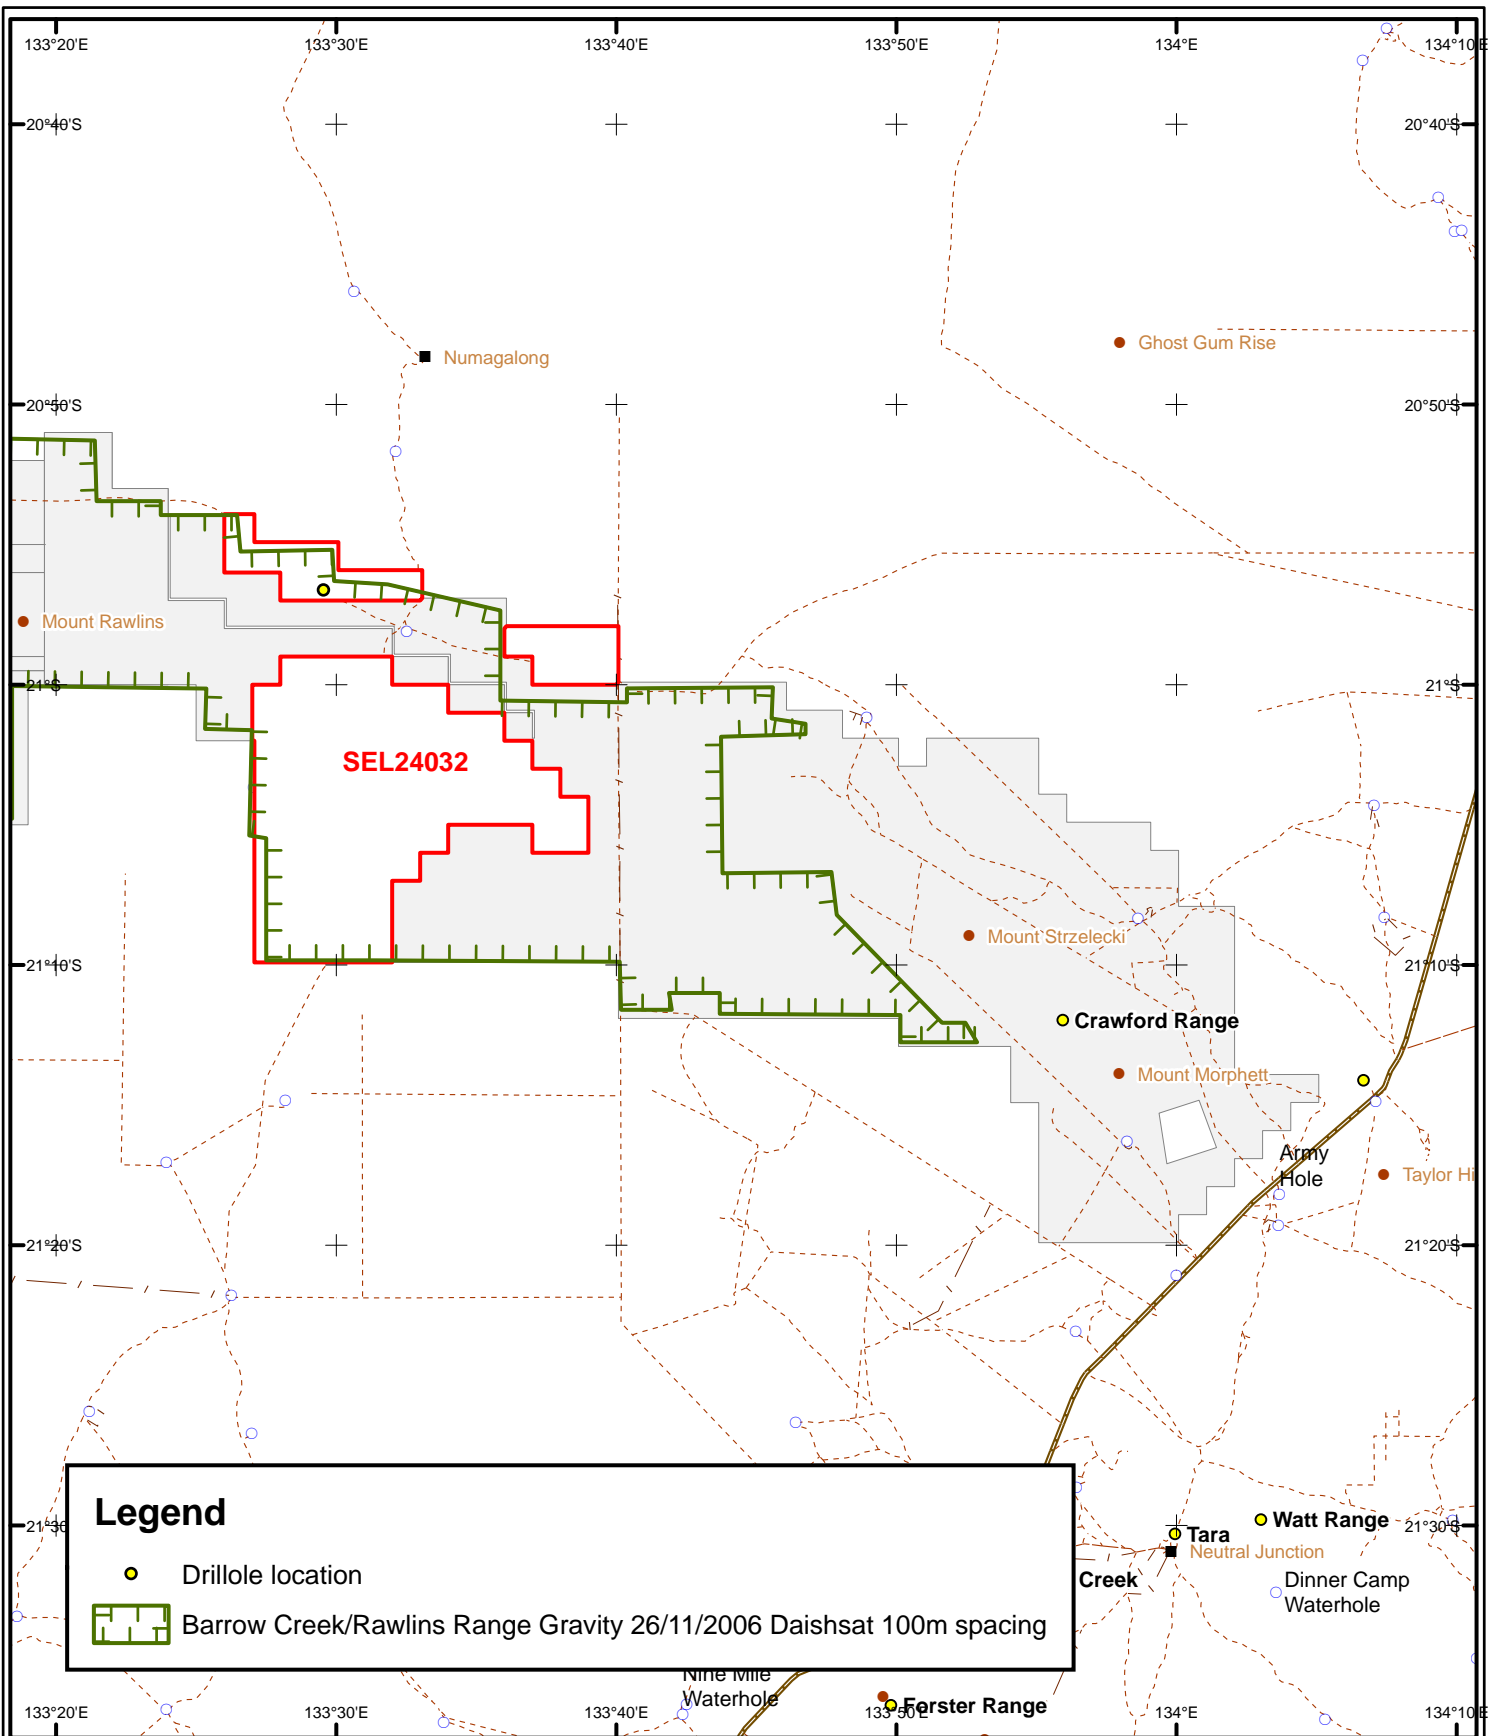 133°20'E
133°30'E
133°40'E
133°50'E
134°E
134°10'E
20°40'S
20°40'S
Ghost Gum Rise
Numagalong
20°50'S
20°50'S
Mount Rawlins
21°S
21°S
SEL24032
Mount Strzelecki
21°10'S
21°10'S
Crawford Range
Mount Morphett
Army
Hole
Taylor Hi
21°20'S
21°20'S
Legend
Drillole location
Barrow Creek/Rawlins Range Gravity 26/11/2006 Daishsat 100m spacing
21°30
21°30'S
Watt Range
Tara
Neutral Junction
Creek
Dinner Camp
Waterhole
Nine Mile
Waterhole
Forster Range
133°20'E
133°30'E
133°40'E
133°50'E
134°E
134°10'E